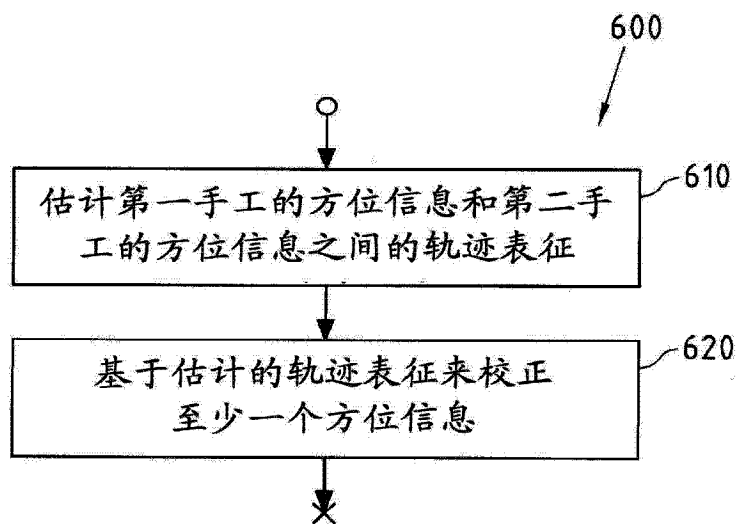 600
估计第一手工的方位信息和第二手
工的方位信息之间的轨迹表征
610
基于估计的轨迹表征来校正
至少一个方位信息
620